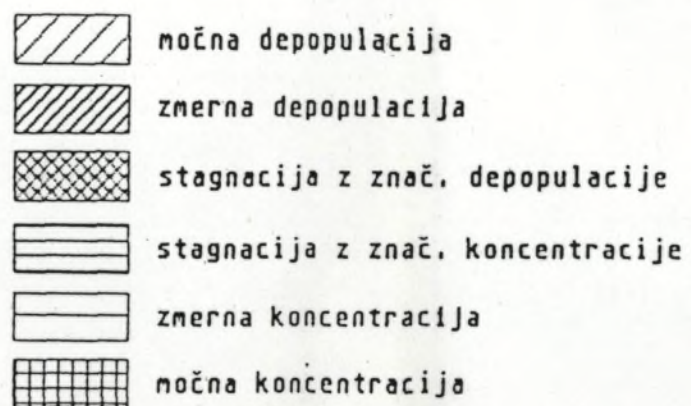 močna depopulacija
zmerna depopulacija
stagnacija z znač. depopulacije
stagnacija z znač. koncentracije
zmerna koncentracija
močna koncentracija